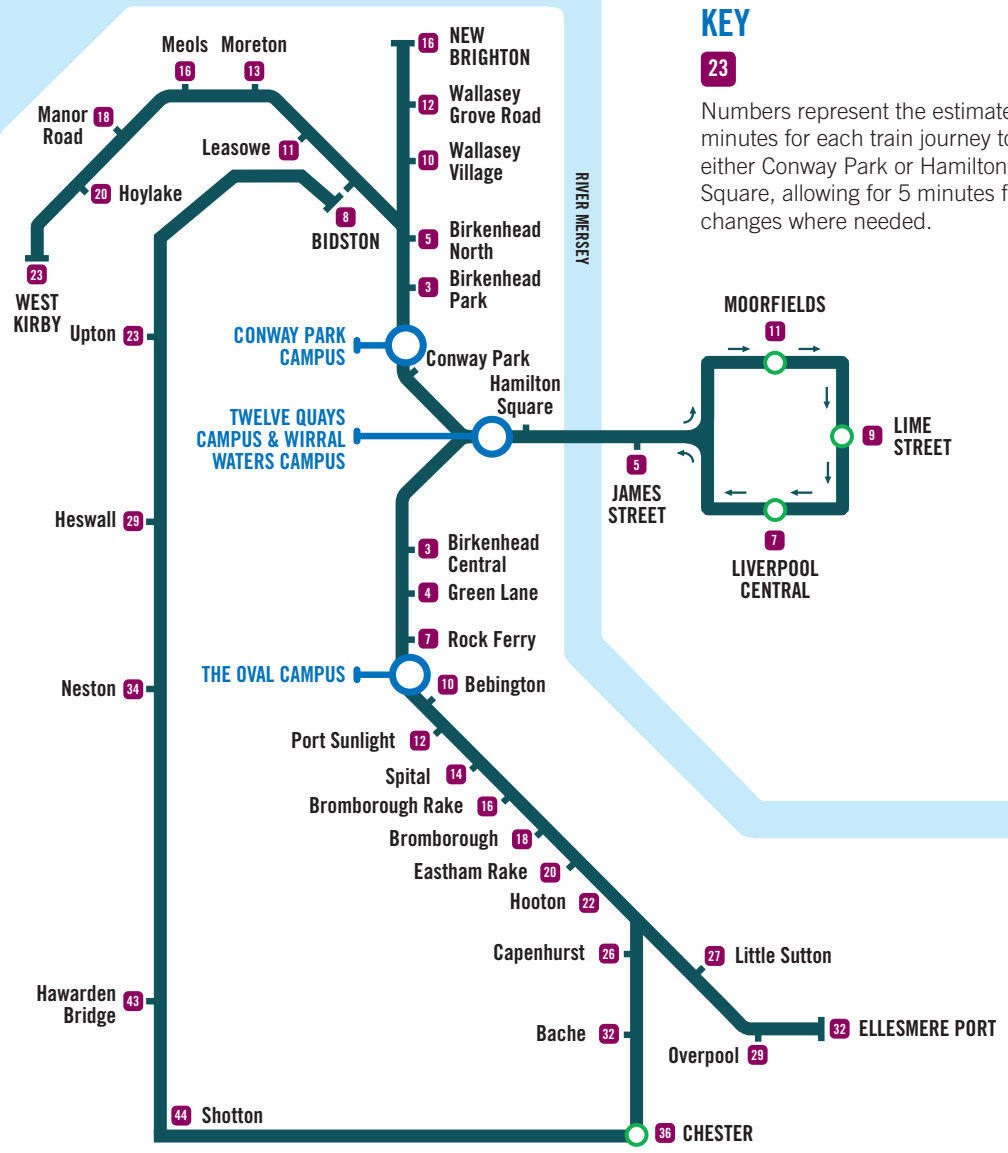 KEY
23
Numbers represent the
minutes for each train journey
either Conway Park or Hamilton
Square, allowing for 5 minutes
changes where needed.
Meols
16
Moreton
13
Manor
Road
18
Leasowe
11
20
Hoylake
23
WEST
KIRBY
8
BIDSTON
16
NEW
BRIGHTON
12
Wallasey
Grove Road
10
Wallasey
Village
5
Birkenhead
North
3
Birkenhead
Park
RIVER MERSEY
Upton
23
CONWAY PARK
CAMPUS
Conway Park
Hamilton
Square
TWELVE QUAYS
CAMPUS & WIRRAL
WATERS CAMPUS
MOORFIELDS
11
9
LIME
STREET
5
JAMES
STREET
7
LIVERPOOL
CENTRAL
Heswall
29
3
Birkenhead
Central
4
Green Lane
7
Rock Ferry
THE OVAL CAMPUS
10
Bebington
Neston
34
Port Sunlight
12
Spital
14
Bromborough Rake
16
Bromborough
18
Eastham Rake
20
Hooton
22
Capenhurst
26
27
Little Sutton
Hawarden
Bridge
43
Bache
32
32
ELLESMERE PORT
Overpool
29
44
Shotton
36
CHESTER